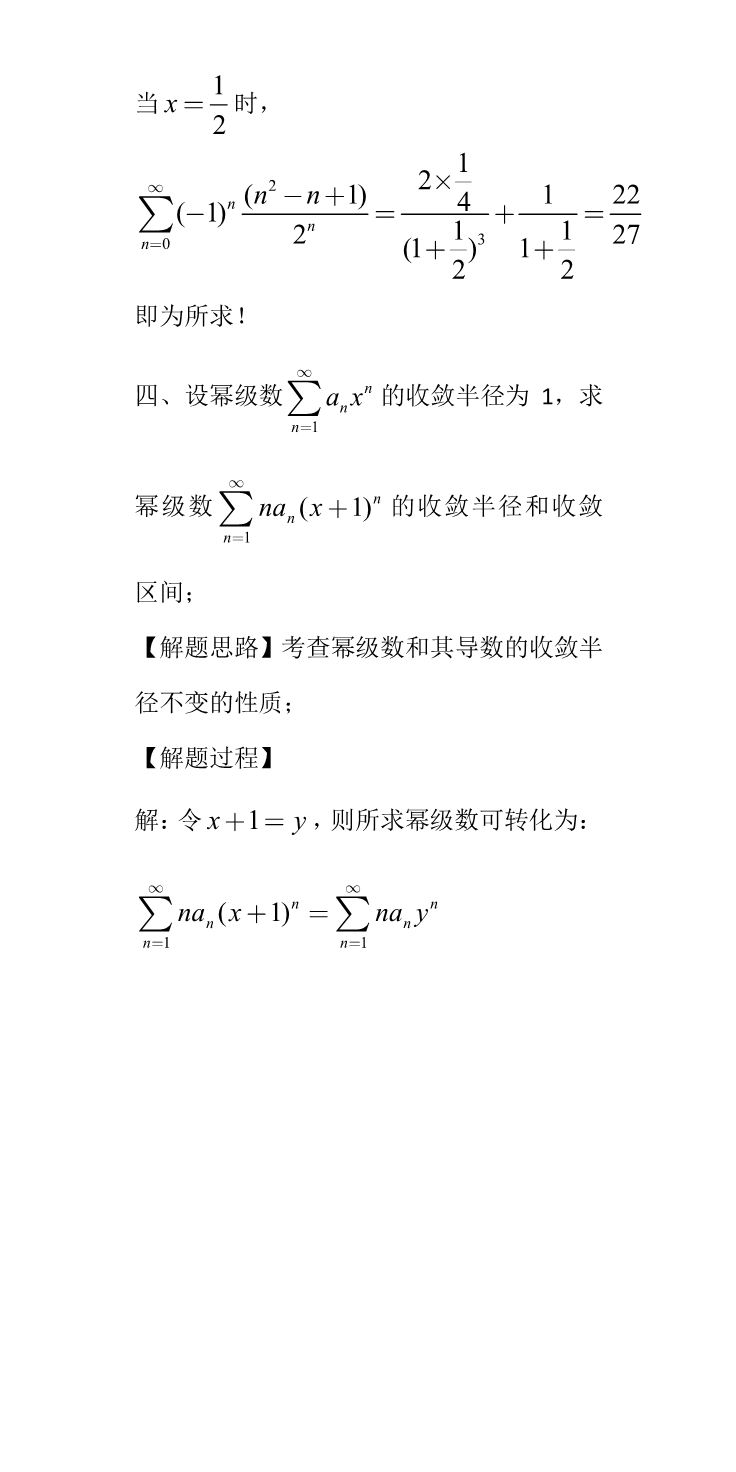 当 $x=\frac{1}{2}$ 时，
$\sum_{n=0}^{\infty}(-1)^n\frac{(n^2-n+1)}{2^n}=\frac{2\times\frac{1}{4}}{(1+\frac{1}{2})^3}+\frac{1}{1+\frac{1}{2}}=\frac{22}{27}$
即为所求！
四、设幂级数 $\sum_{n=1}^{\infty}a_nx^n$ 的收敛半径为 1，求
幂级数 $\sum_{n=1}^{\infty}na_n(x+1)^n$ 的收敛半径和收敛
区间；
【解题思路】考查幂级数和其导数的收敛半
径不变的性质；
【解题过程】
解：令 $x+1=y$，则所求幂级数可转化为：
$\sum_{n=1}^{\infty}na_n(x+1)^n=\sum_{n=1}^{\infty}na_ny^n$